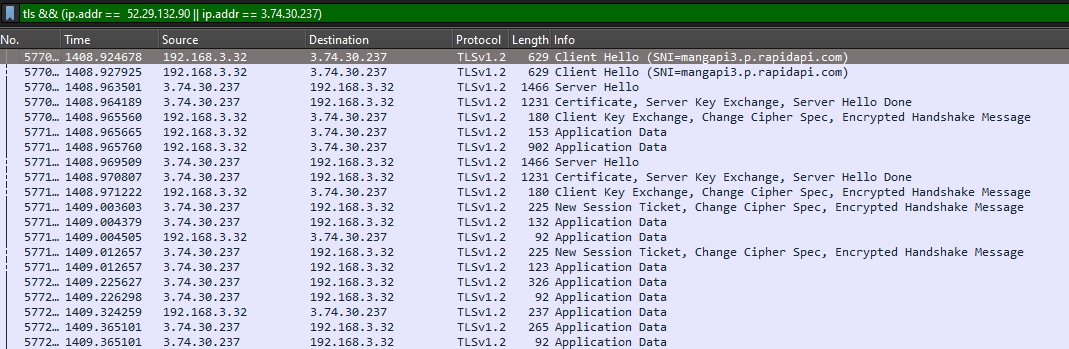 tls && (ip.addr == 52.29.132.90 || ip.addr == 3.74.30.237)
No. Time Source Destination Protocol Length Info
5770… 1408.924678 192.168.3.32 3.74.30.237 TLSv1.2 629 Client Hello (SNI=mangapi3.p.rapidapi.com)
5770… 1408.927925 192.168.3.32 3.74.30.237 TLSv1.2 629 Client Hello (SNI=mangapi3.p.rapidapi.com)
5770… 1408.963501 3.74.30.237 192.168.3.32 TLSv1.2 1466 Server Hello
5770… 1408.964189 3.74.30.237 192.168.3.32 TLSv1.2 1231 Certificate, Server Key Exchange, Server Hello Done
5770… 1408.965560 192.168.3.32 3.74.30.237 TLSv1.2 180 Client Key Exchange, Change Cipher Spec, Encrypted Handshake Message
5771… 1408.965665 192.168.3.32 3.74.30.237 TLSv1.2 153 Application Data
5771… 1408.965760 192.168.3.32 3.74.30.237 TLSv1.2 902 Application Data
5771… 1408.969509 3.74.30.237 192.168.3.32 TLSv1.2 1466 Server Hello
5771… 1408.970807 3.74.30.237 192.168.3.32 TLSv1.2 1231 Certificate, Server Key Exchange, Server Hello Done
5771… 1408.971222 192.168.3.32 3.74.30.237 TLSv1.2 180 Client Key Exchange, Change Cipher Spec, Encrypted Handshake Message
5771… 1409.003603 3.74.30.237 192.168.3.32 TLSv1.2 225 New Session Ticket, Change Cipher Spec, Encrypted Handshake Message
5771… 1409.004379 3.74.30.237 192.168.3.32 TLSv1.2 132 Application Data
5771… 1409.004505 192.168.3.32 3.74.30.237 TLSv1.2 92 Application Data
5771… 1409.012657 3.74.30.237 192.168.3.32 TLSv1.2 225 New Session Ticket, Change Cipher Spec, Encrypted Handshake Message
5771… 1409.012657 3.74.30.237 192.168.3.32 TLSv1.2 123 Application Data
5772… 1409.225627 3.74.30.237 192.168.3.32 TLSv1.2 326 Application Data
5772… 1409.226298 3.74.30.237 192.168.3.32 TLSv1.2 92 Application Data
5772… 1409.324259 192.168.3.32 3.74.30.237 TLSv1.2 237 Application Data
5772… 1409.365101 3.74.30.237 192.168.3.32 TLSv1.2 265 Application Data
5772… 1409.365101 3.74.30.237 192.168.3.32 TLSv1.2 92 Application Data